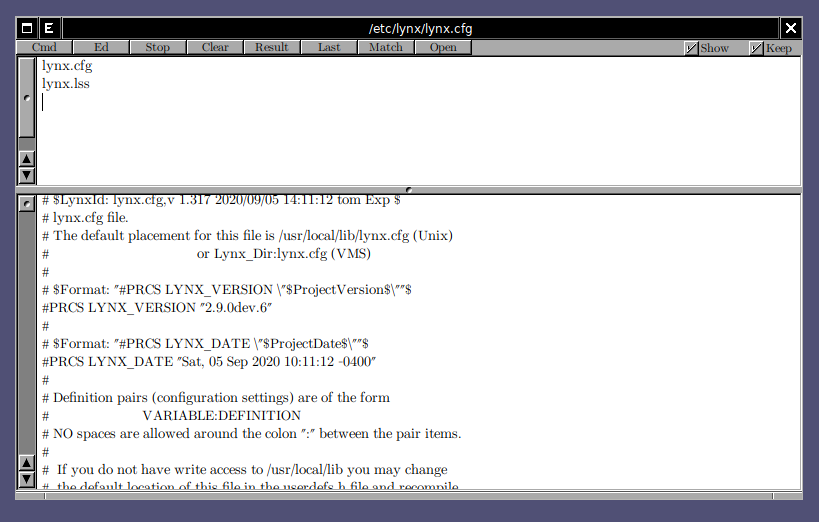 E /etc/lynx/lynx.cfg
Cmd Ed Stop Clear Result Last Match Open Show Keep
lynx.cfg
lynx.lss
# $LynxId: lynx.cfg,v 1.317 2020/09/05 14:11:12 tom Exp $
# lynx.cfg file.
# The default placement for this file is /usr/local/lib/lynx.cfg (Unix)
# or Lynx_Dir:lynx.cfg (VMS)
#
# $Format: "#PRCS LYNX_VERSION \"$ProjectVersion$\""$
#PRCS LYNX_VERSION "2.9.0dev.6"
#
# $Format: "#PRCS LYNX_DATE \"$ProjectDate$\""$
#PRCS LYNX_DATE "Sat, 05 Sep 2020 10:11:12 -0400"
#
# Definition pairs (configuration settings) are of the form
# VARIABLE:DEFINITION
# NO spaces are allowed around the colon ":" between the pair items.
#
# If you do not have write access to /usr/local/lib you may change
# the default location of this file in the userdefs.h file and recompile